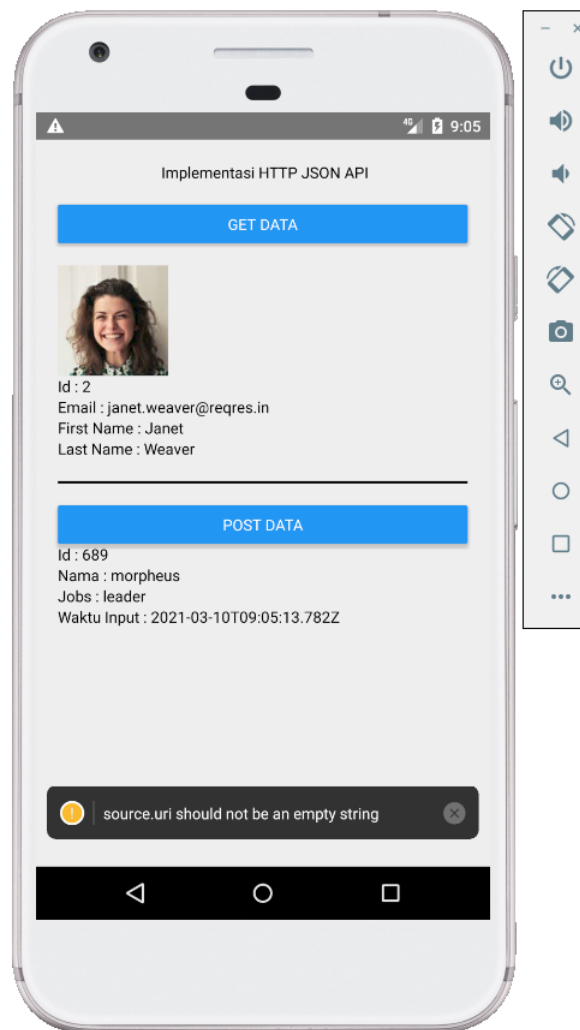 4G 9:05
Implementasi HTTP JSON API
GET DATA
Id : 2
Email : janet.weaver@reqres.in
First Name : Janet
Last Name : Weaver
POST DATA
Id : 689
Nama : morpheus
Jobs : leader
Waktu Input : 2021-03-10T09:05:13.782Z
source.uri should not be an empty string